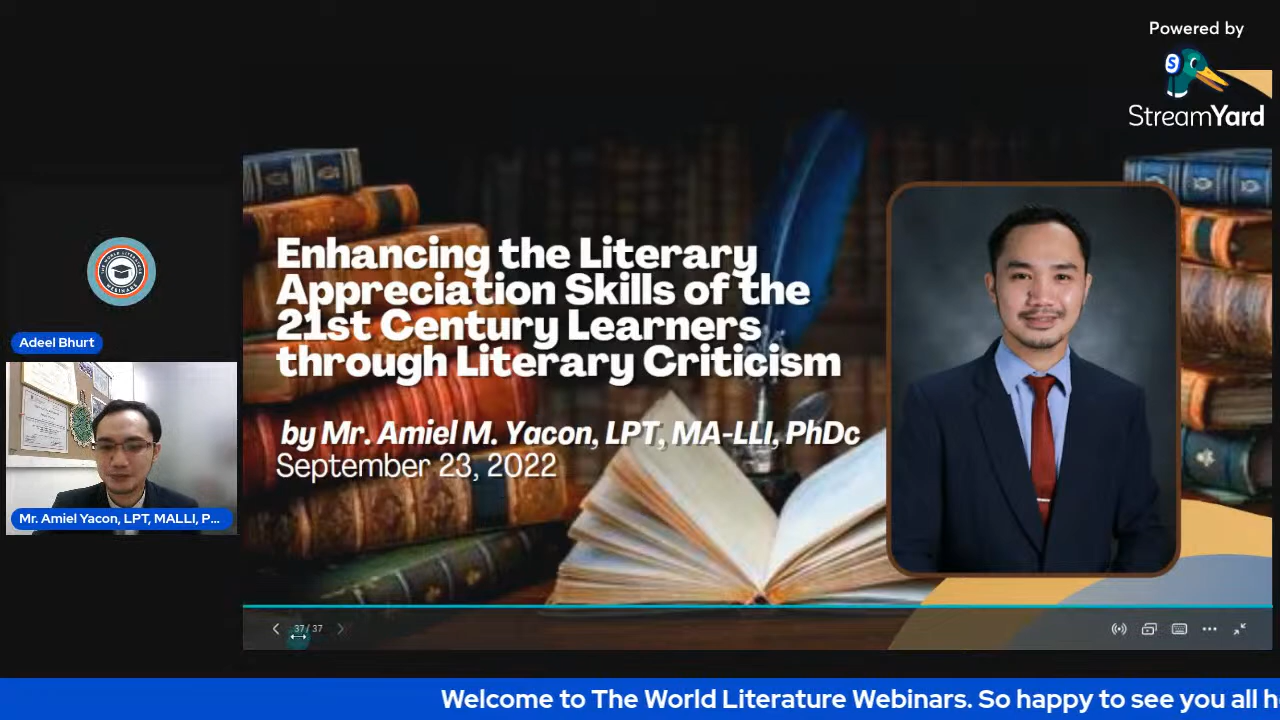 Powered by
StreamYard
Enhancing the Literary
Appreciation Skills of the
21st Century Learners
through Literary Criticism
by Mr. Amiel M. Yacon, LPT, MA-LLI, PhDc
September 23, 2022
Adeel Bhurt
Mr. Amiel Yacon, LPT, MALLI, P...
37 / 37
Welcome to The World Literature Webinars. So happy to see you all h